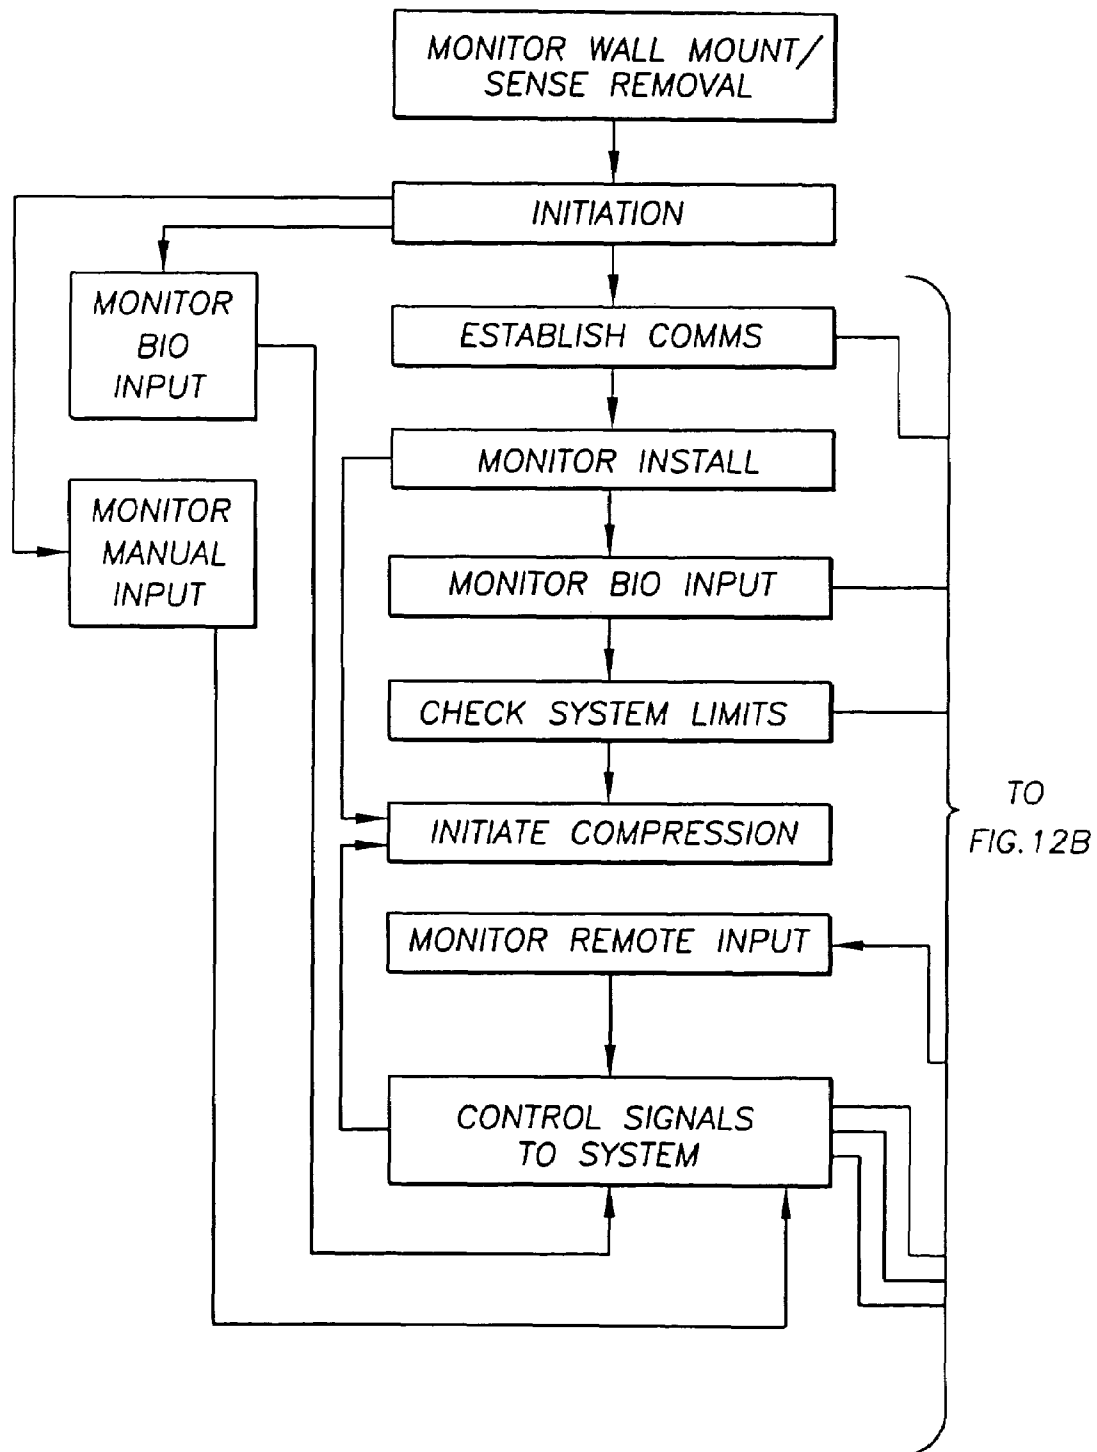 MONITOR WALL MOUNT/
SENSE REMOVAL
INITIATION
MONITOR
BIO
INPUT
ESTABLISH COMMS
MONITOR INSTALL
MONITOR
MANUAL
INPUT
MONITOR BIO INPUT
CHECK SYSTEM LIMITS
INITIATE COMPRESSION
TO
FIG.12B
MONITOR REMOTE INPUT
CONTROL SIGNALS
TO SYSTEM